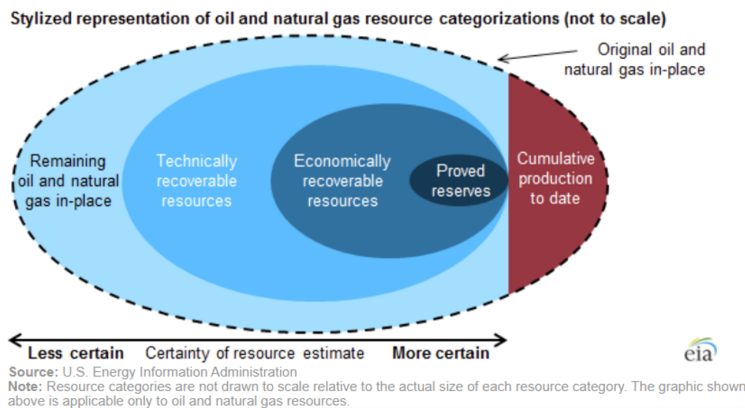 Stylized representation of oil and natural gas resource categorizations (not to scale)
Original oil and
natural gas in-place
Remaining
oil and natural
gas in-place
Technically
recoverable
resources
Economically
recoverable
resources
Proved
reserves
Cumulative
production
to date
Less certain Certainty of resource estimate More certain
eia
Source: U.S. Energy Information Administration
Note: Resource categories are not drawn to scale relative to the actual size of each resource category. The graphic shown
above is applicable only to oil and natural gas resources.